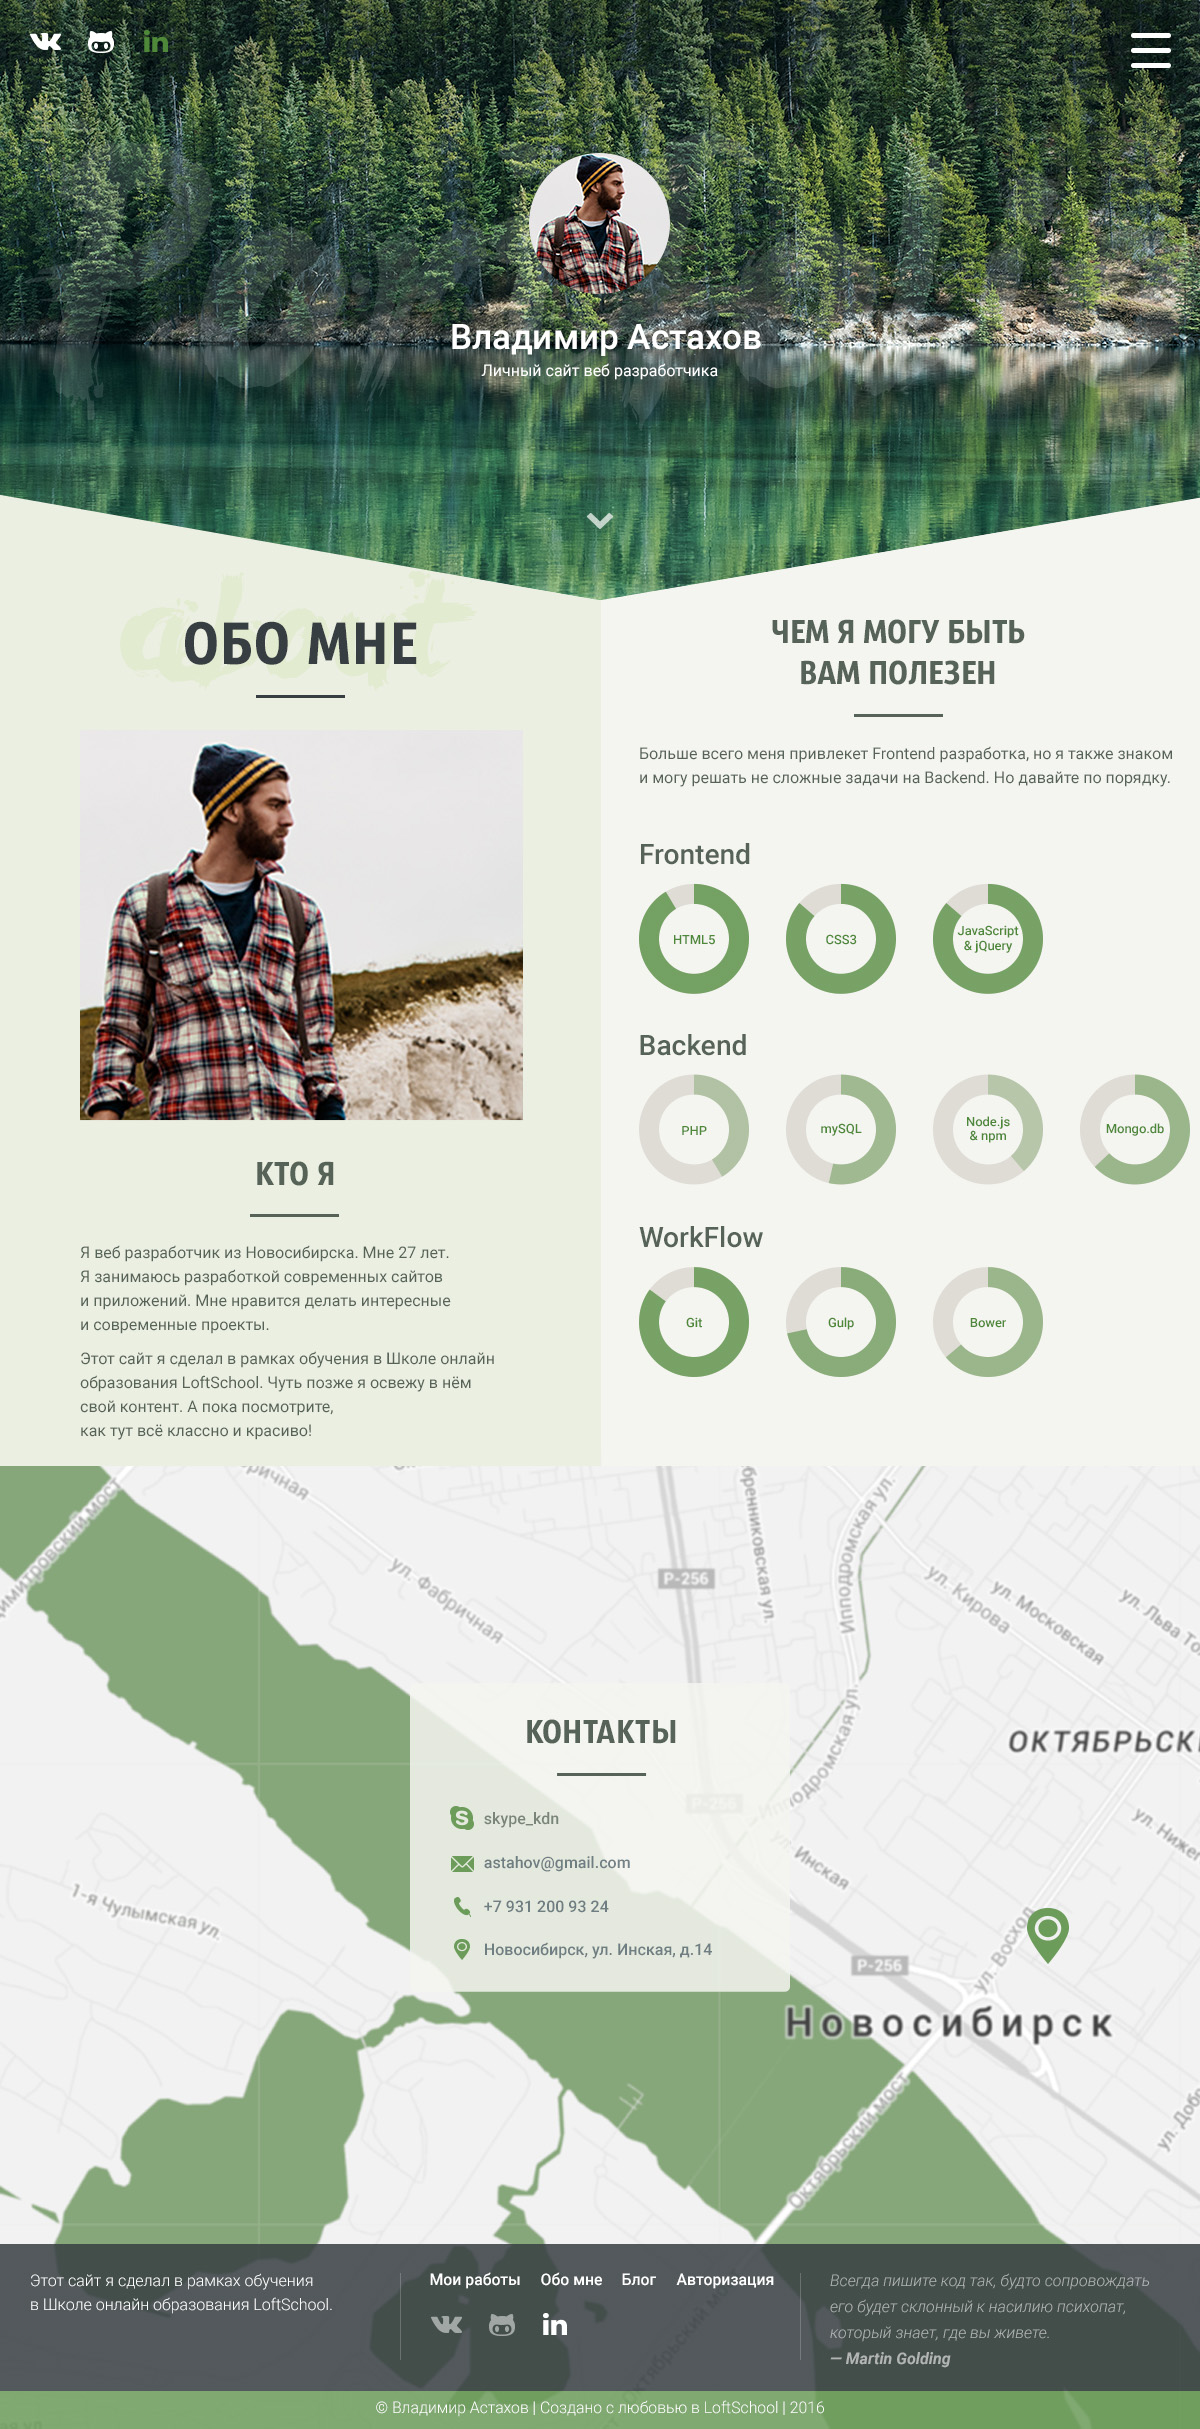 Владимир Астахов
Личный сайт веб разработчика
about
ОБО МНЕ
КТО Я
Я веб разработчик из Новосибирска. Мне 27 лет.
Я занимаюсь разработкой современных сайтов
и приложений. Мне нравится делать интересные
и современные проекты.
Этот сайт я сделал в рамках обучения в Школе онлайн
образования LoftSchool. Чуть позже я освежу в нём
свой контент. А пока посмотрите,
как тут всё классно и красиво!
ЧЕМ Я МОГУ БЫТЬ
ВАМ ПОЛЕЗЕН
Больше всего меня привлекет Frontend разработка, но я также знаком
и могу решать не сложные задачи на Backend. Но давайте по порядку.
Frontend
HTML5
CSS3
JavaScript
& jQuery
Backend
PHP
mySQL
Node.js
& npm
Mongo.db
WorkFlow
Git
Gulp
Bower
ул. Фабричная
Р-256
бренниковская ул.
Ипподромская ул.
ул. Кирова
ул. Московская
ул. Льва То
ОКТЯБРЬСКИ
КОНТАКТЫ
skype_kdn
astahov@gmail.com
+7 931 200 93 24
Новосибирск, ул. Инская, д.14
Р-256
ул. Инская
ул. Нижег
1-я Чулымская ул.
ул. Восход
Р-256
Новосибирск
Октябрьский мост
ул. Добр
Этот сайт я сделал в рамках обучения
в Школе онлайн образования LoftSchool.
Мои работы Обо мне Блог Авторизация
Всегда пишите код так, будто сопровождать
его будет склонный к насилию психопат,
который знает, где вы живете.
— Martin Golding
© Владимир Астахов | Создано с любовью в LoftSchool | 2016